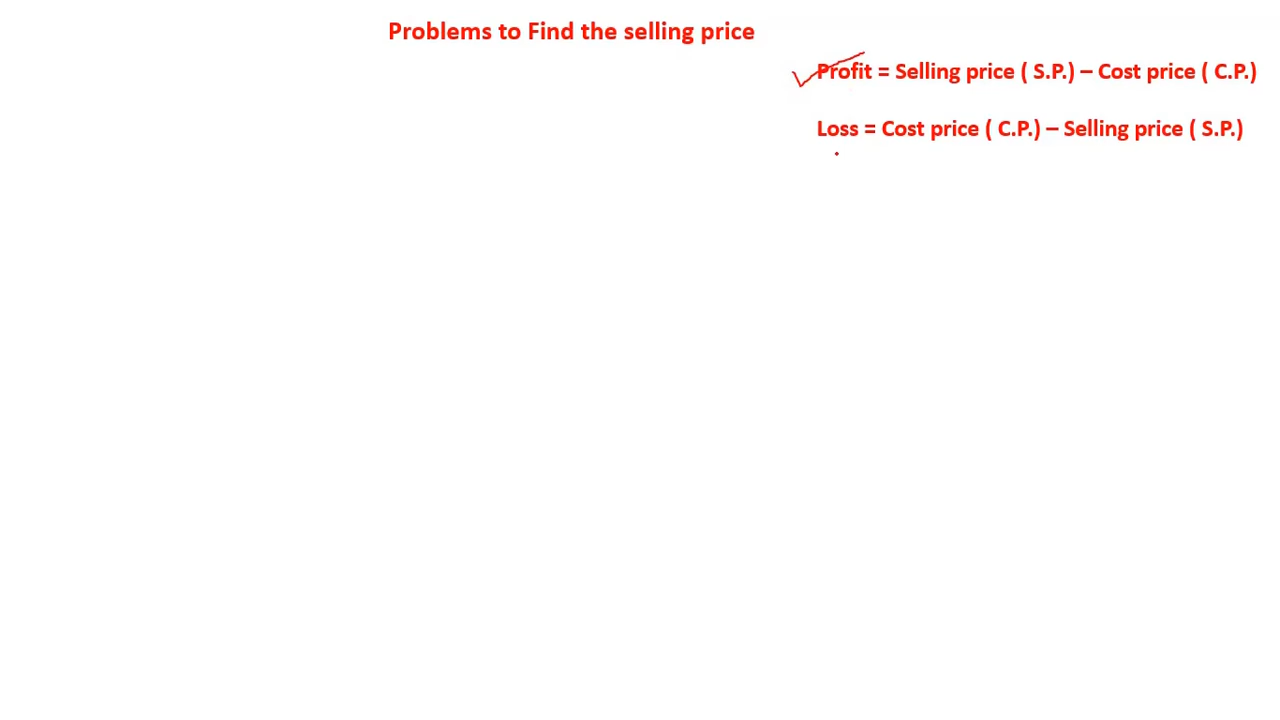 Problems to Find the selling price
Profit = Selling price ( S.P.) – Cost price ( C.P.)
Loss = Cost price ( C.P.) – Selling price ( S.P.)